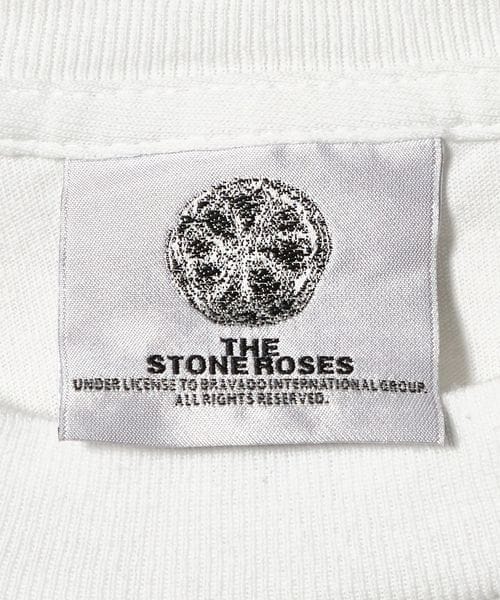 THE
STONE ROSES
UNDER LICENSE TO BRAVADO INTERNATIONAL GROUP.
ALL RIGHTS RESERVED.